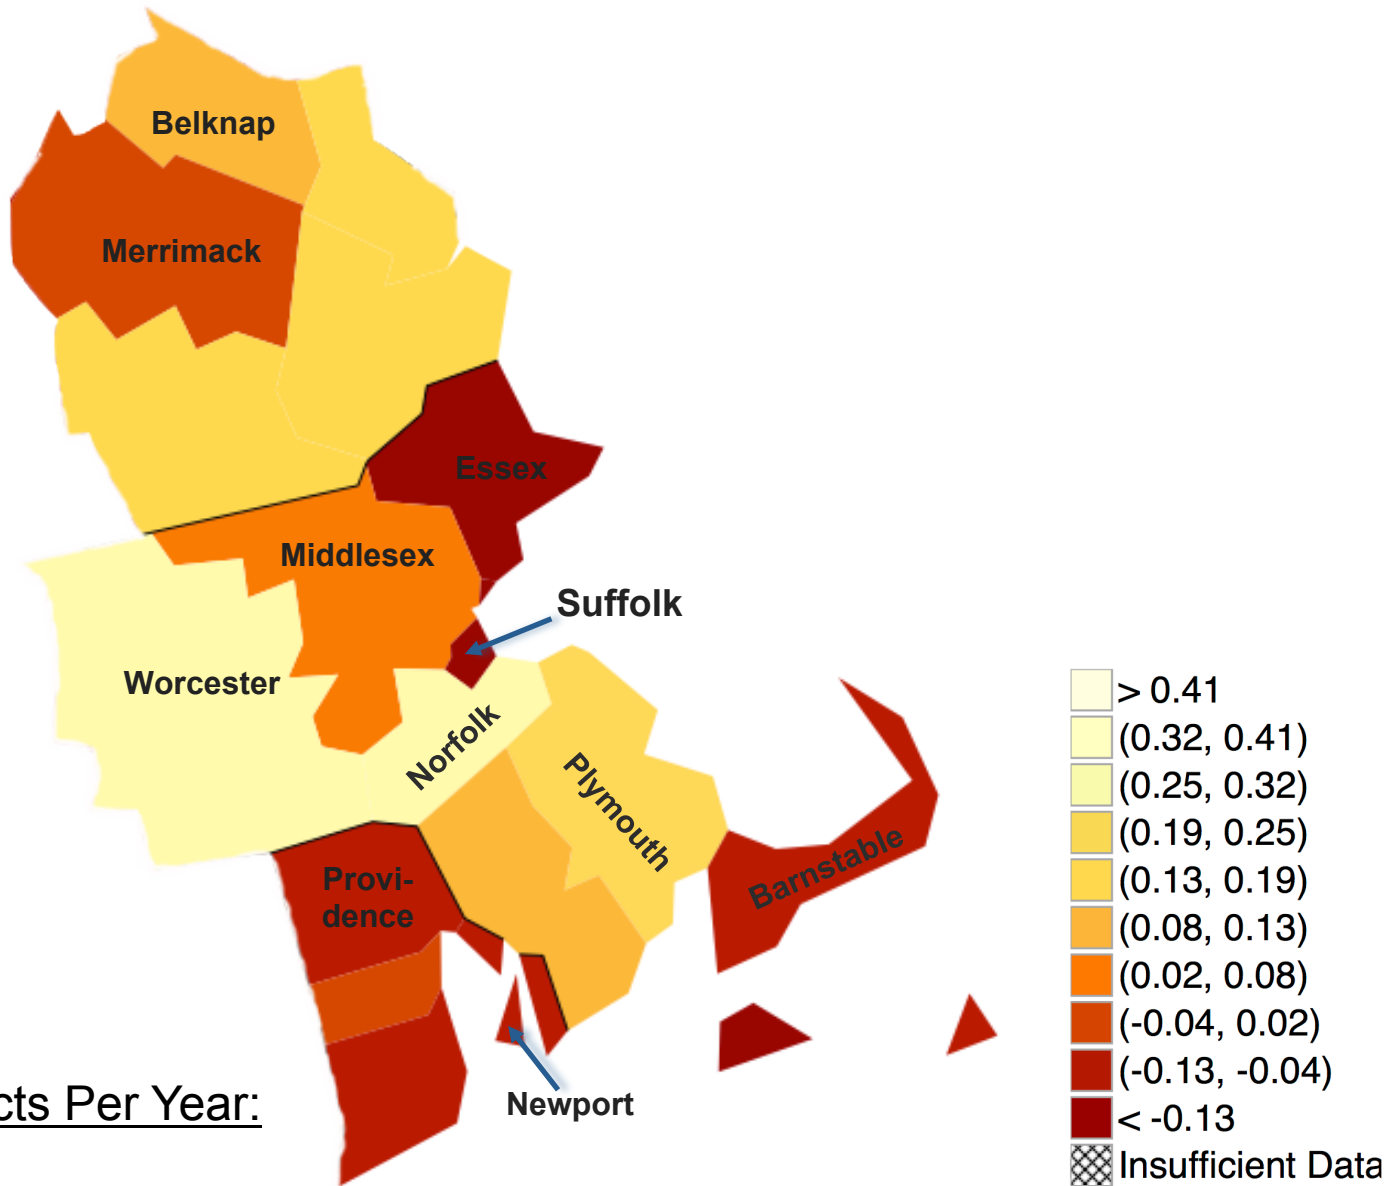 Belknap
Merrimack
Essex
Middlesex
Suffolk
Worcester
Norfolk
Plymouth
Barnstable
Provi-
dence
Newport
cts Per Year:
> 0.41
(0.32, 0.41)
(0.25, 0.32)
(0.19, 0.25)
(0.13, 0.19)
(0.08, 0.13)
(0.02, 0.08)
(-0.04, 0.02)
(-0.13, -0.04)
< -0.13
Insufficient Data